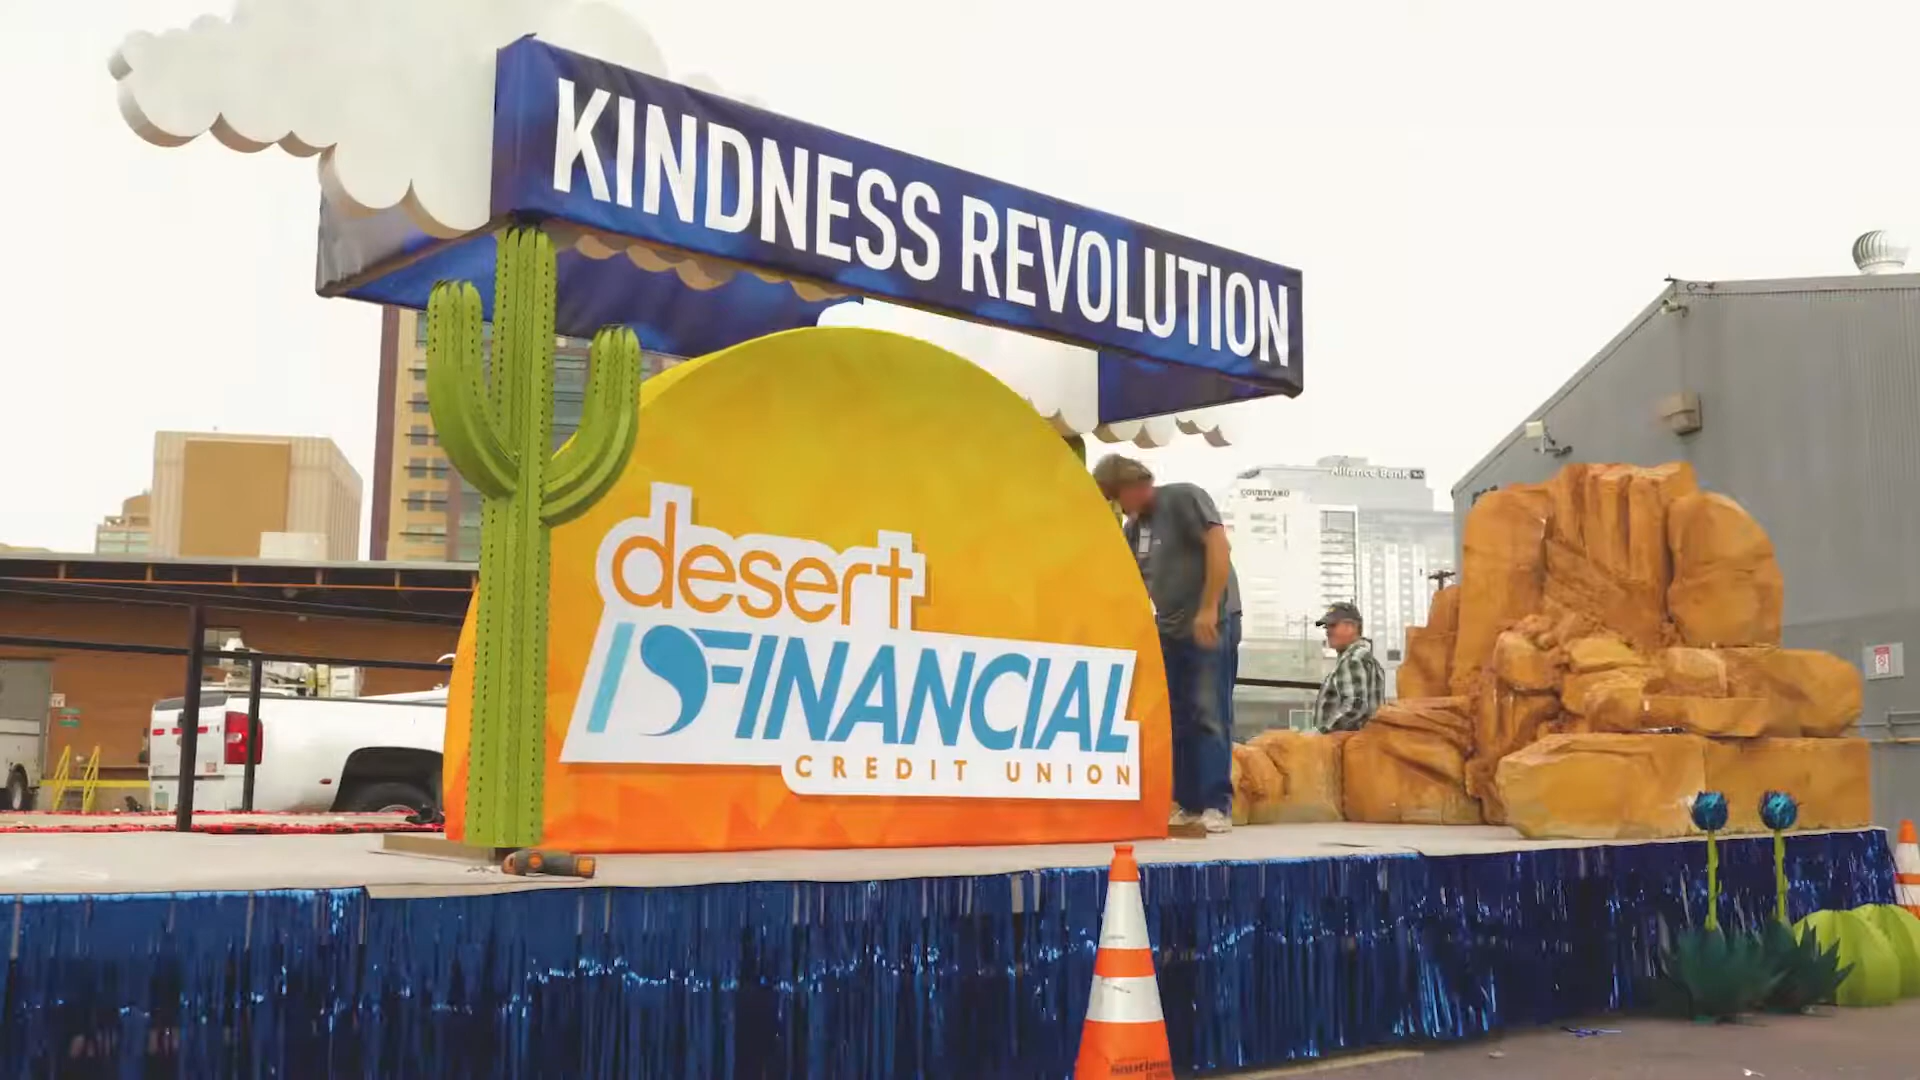 KINDNESS REVOLUTION
desert
FINANCIAL
CREDIT UNION
Alliance Bank
COURTYARD